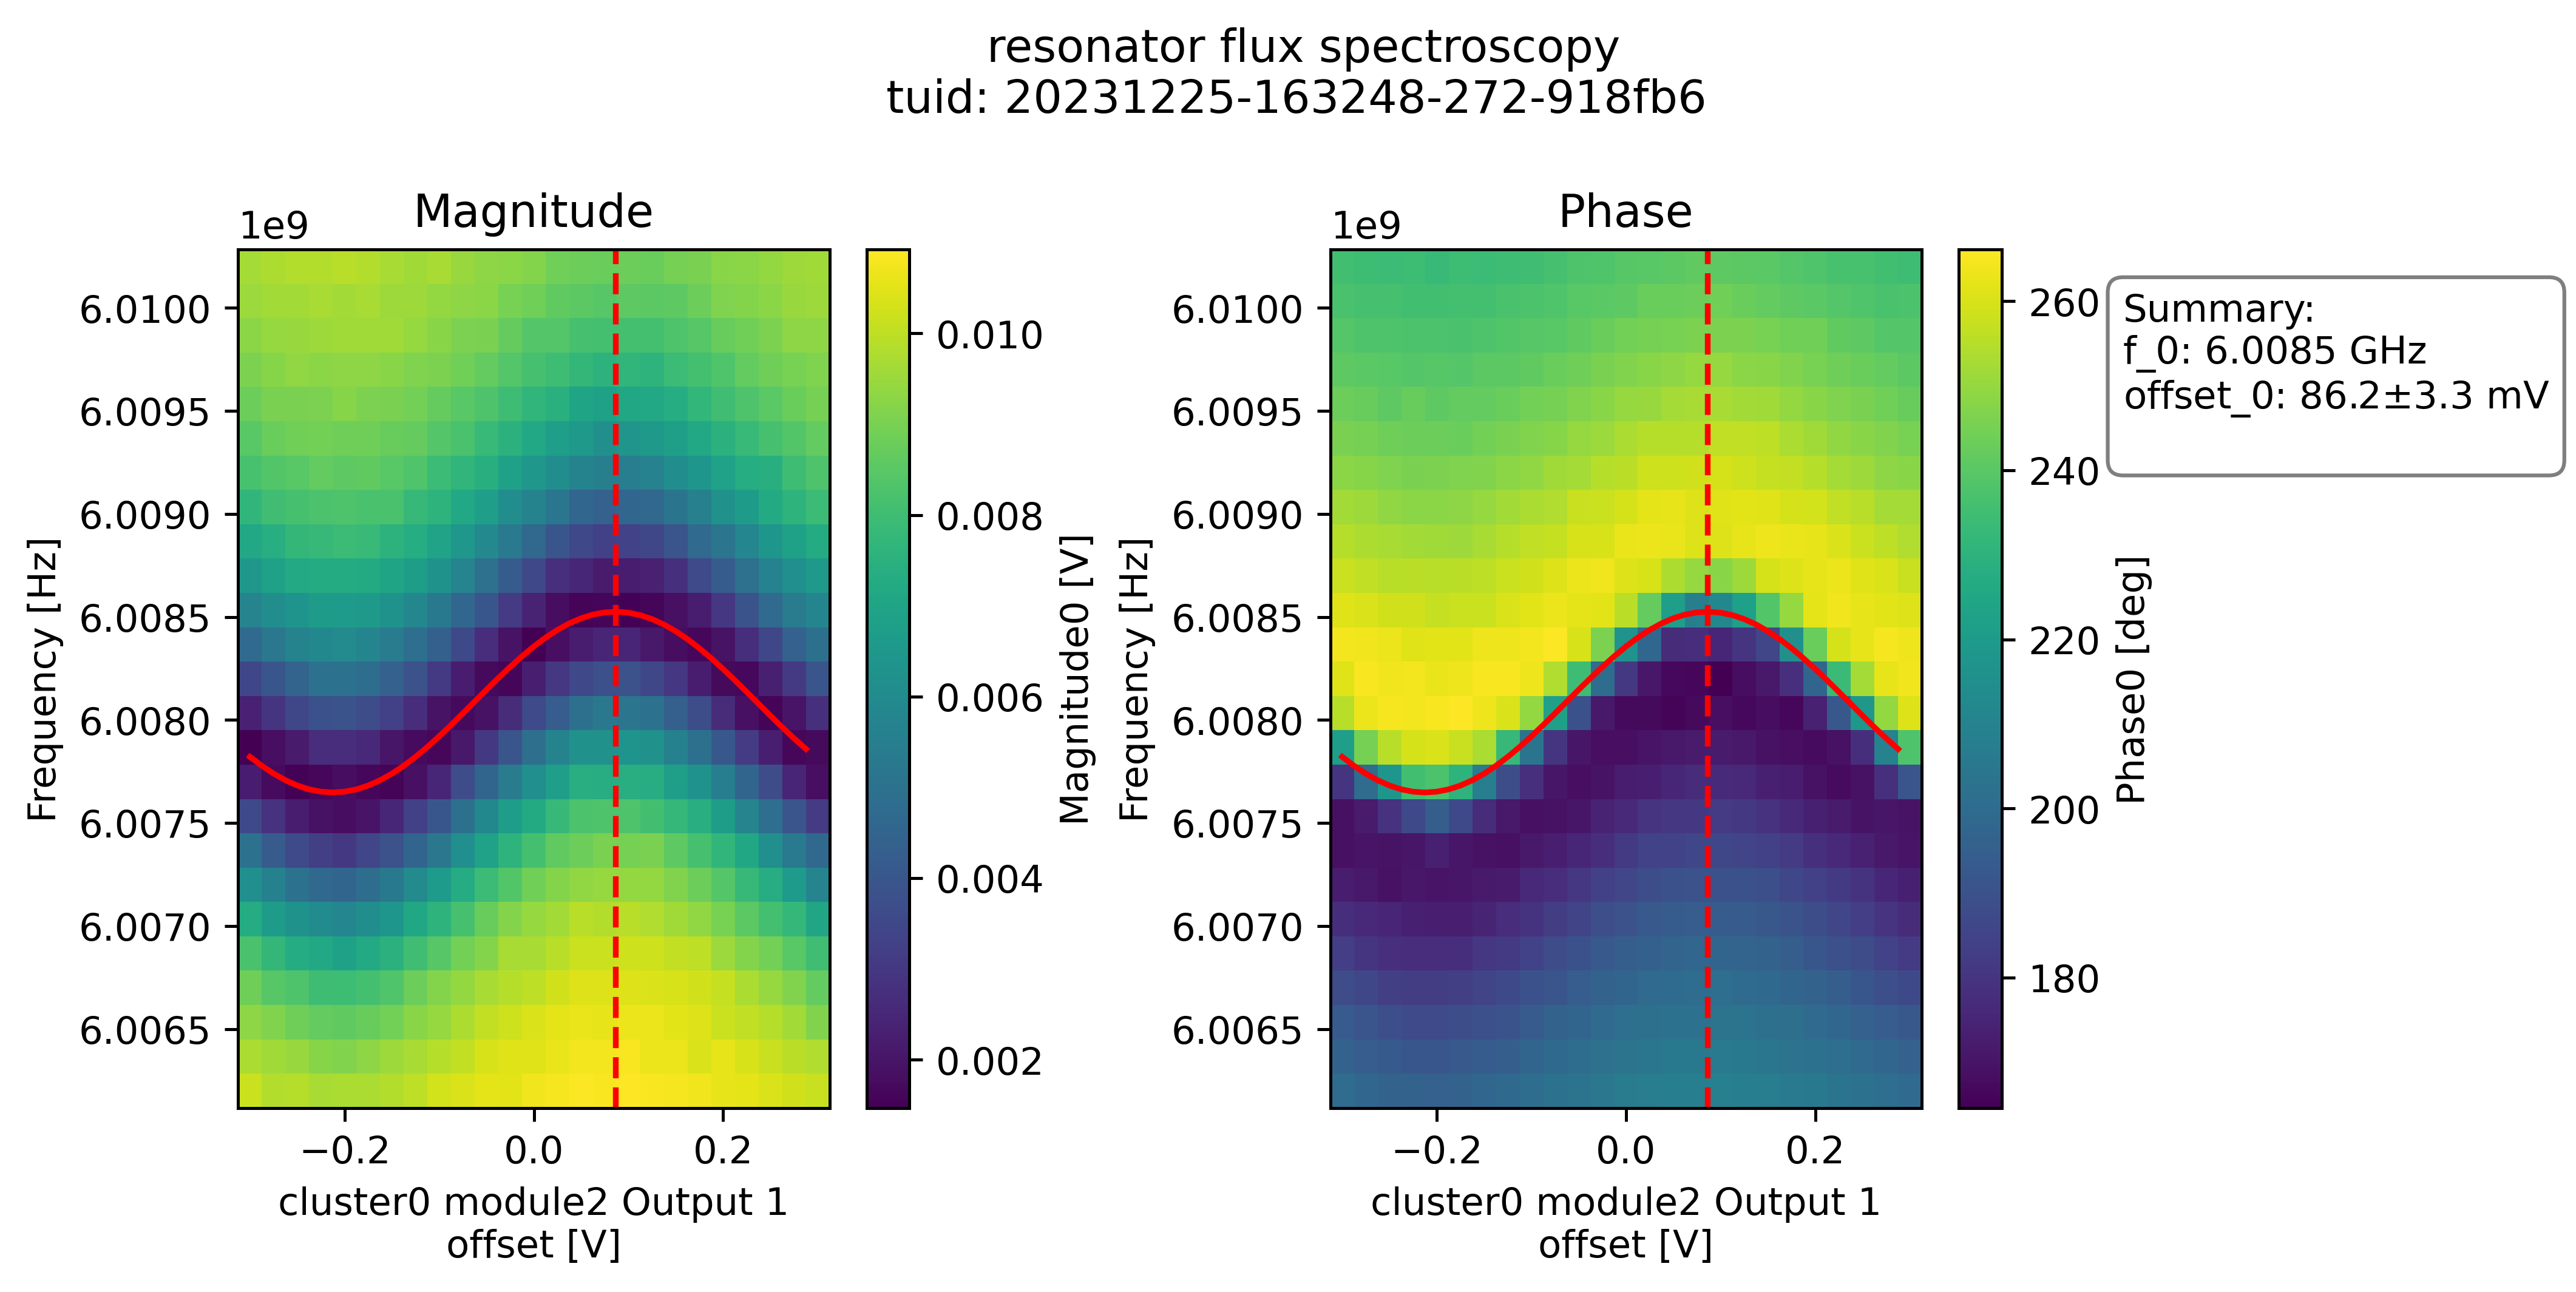 resonator flux spectroscopy
tuid: 20231225-163248-272-918fb6
Magnitude
1e9
6.0100
6.0095
6.0090
6.0085
6.0080
6.0075
6.0070
6.0065
Frequency [Hz]
−0.2
0.0
0.2
cluster0 module2 Output 1
offset [V]
0.010
0.008
0.006
0.004
0.002
Magnitude0 [V]
Phase
1e9
6.0100
6.0095
6.0090
6.0085
6.0080
6.0075
6.0070
6.0065
Frequency [Hz]
−0.2
0.0
0.2
cluster0 module2 Output 1
offset [V]
260
240
220
200
180
Phase0 [deg]
Summary:
f_0: 6.0085 GHz
offset_0: 86.2±3.3 mV